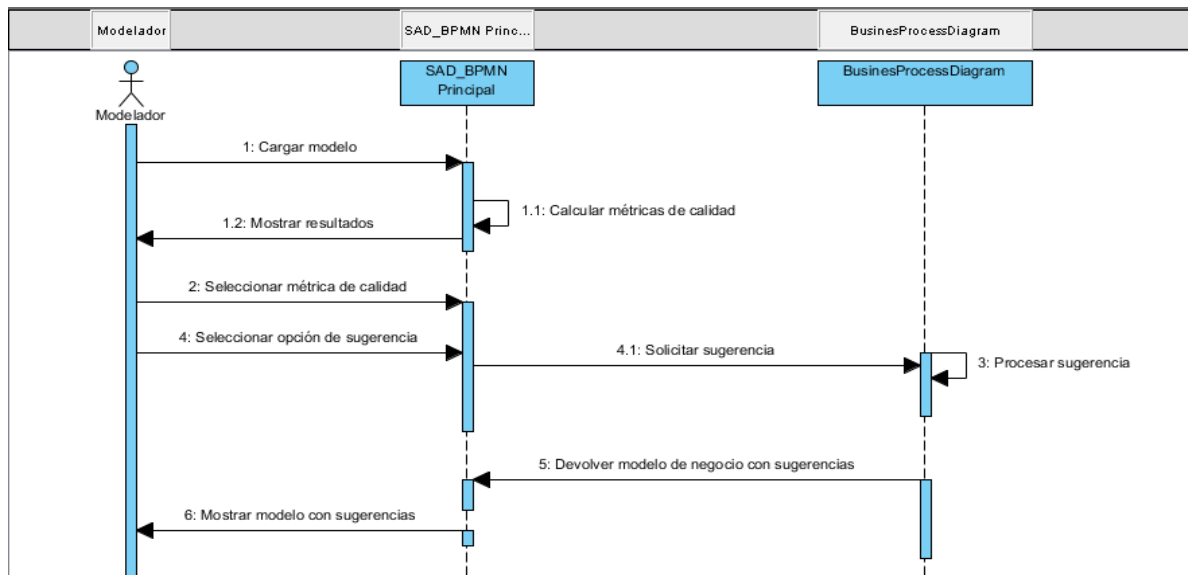 Modelador
SAD_BPMN Princ...
BusinesProcessDiagram
SAD_BPMN
Principal
BusinesProcessDiagram
Modelador
1: Cargar modelo
1.1: Calcular métricas de calidad
1.2: Mostrar resultados
2: Seleccionar métrica de calidad
4: Seleccionar opción de sugerencia
4.1: Solicitar sugerencia
3: Procesar sugerencia
5: Devolver modelo de negocio con sugerencias
6: Mostrar modelo con sugerencias